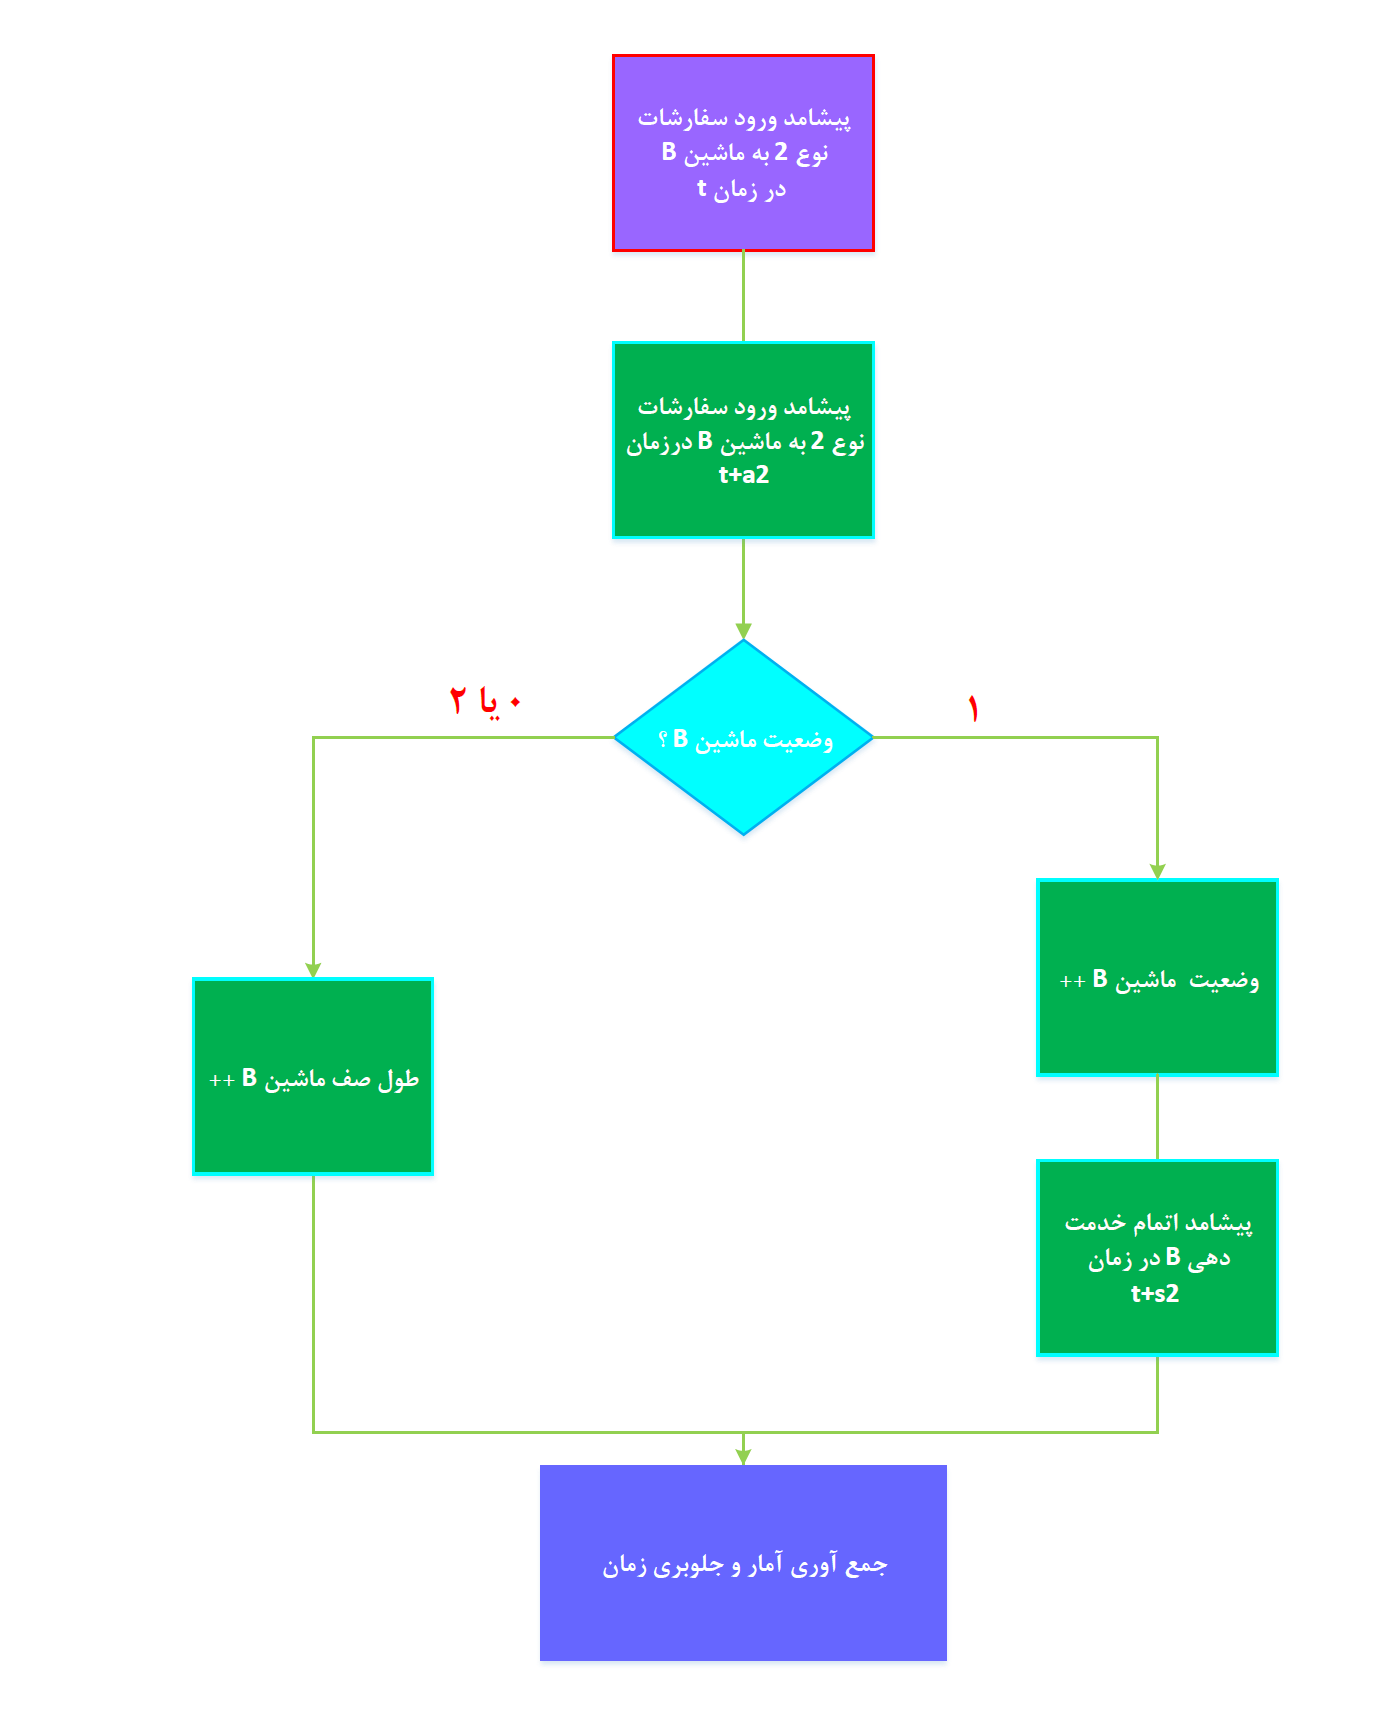 پیشامد ورود سفارشات
نوع 2 به ماشین B
در زمان t
پیشامد ورود سفارشات
نوع 2 به ماشین B درزمان
t+a2
وضعیت ماشین B ؟
۰ یا ۲
۱
وضعیت ماشین B ++
طول صف ماشین B ++
پیشامد اتمام خدمت
دهی B در زمان
t+s2
جمع آوری آمار و جلوبری زمان